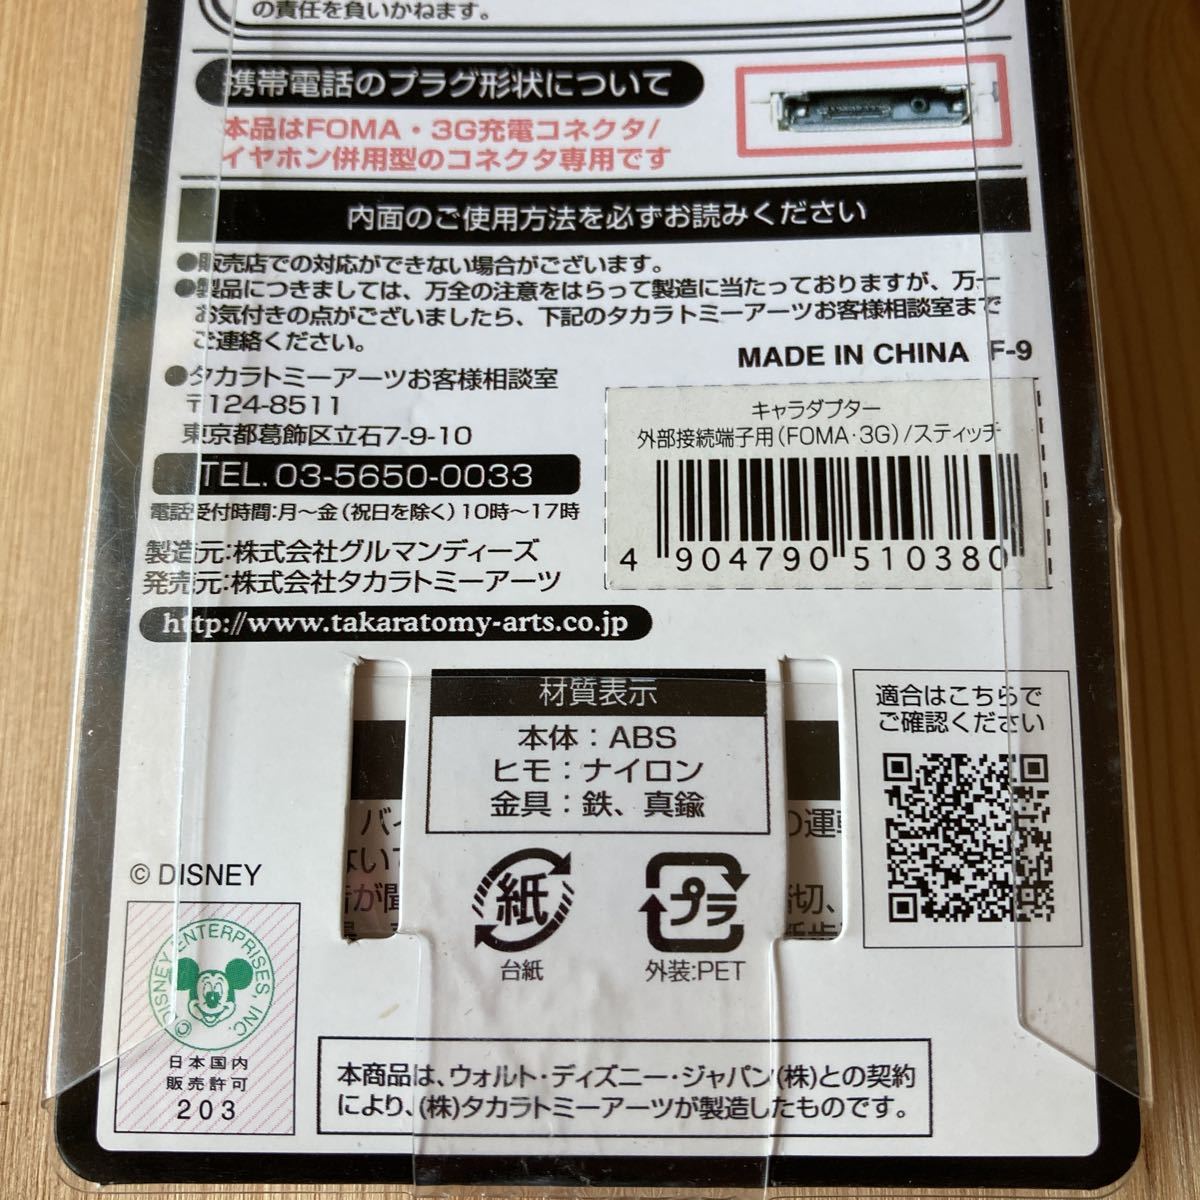 の責任を負いかねます。
携帯電話のプラグ形状について
本品はFOMA・3G充電コネクタ/
イヤホン併用型のコネクタ専用です
内面のご使用方法を必ずお読みください
●販売店での対応ができない場合がございます。
●製品につきましては、万全の注意をはらって製造に当たっておりますが、万一
お気付きの点がございましたら、下記のタカラトミーアーツお客様相談室まで
ご連絡ください。
MADE IN CHINA F-9
●タカラトミーアーツお客様相談室
〒124-8511
東京都葛飾区立石7-9-10
TEL.03-5650-0033
電話受付時間:月〜金(祝日を除く)10時〜17時
製造元:株式会社グルマンディーズ
発売元:株式会社タカラトミーアーツ
http://www.takaratomy-arts.co.jp
キャラダプター
外部接続端子用(FOMA・3G)/スティッチ
4 904790 510380
材質表示
本体:ABS
ヒモ:ナイロン
金具:鉄、真鍮
適合はこちらで
ご確認ください
バイ
の運
ないて
が聞
踏切、
紙
台紙
プラ
外装:PET
© DISNEY
© DISNEY ENTERPRISES, INC.
日本国内
販売許可
203
本商品は、ウォルト・ディズニー・ジャパン(株)との契約
により、(株)タカラトミーアーツが製造したものです。